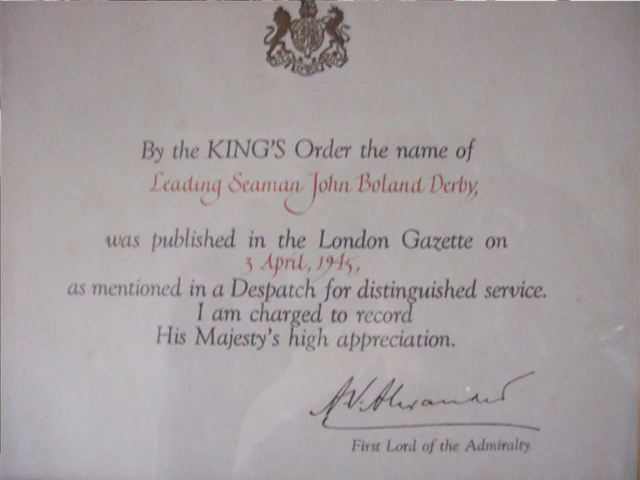 By the KING'S Order the name of
Leading Seaman John Boland Derby,
was published in the London Gazette on
3 April, 1945,
as mentioned in a Despatch for distinguished service.
I am charged to record
His Majesty's high appreciation.
A.V. Alexander
First Lord of the Admiralty